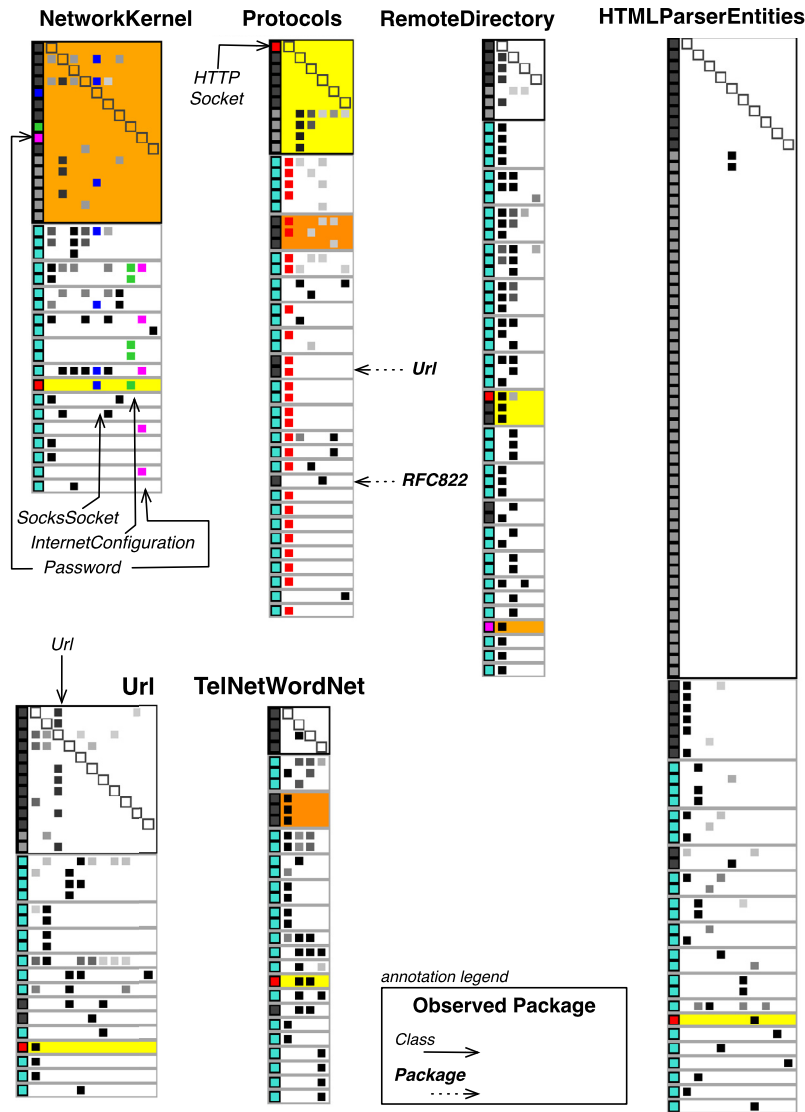 NetworkKernel
Protocols
RemoteDirectory
HTMLParserEntities
HTTP
Socket
Url
RFC822
SocksSocket
InternetConfiguration
Password
Url
Url
TelNetWordNet
annotation legend
Observed Package
Class
Package